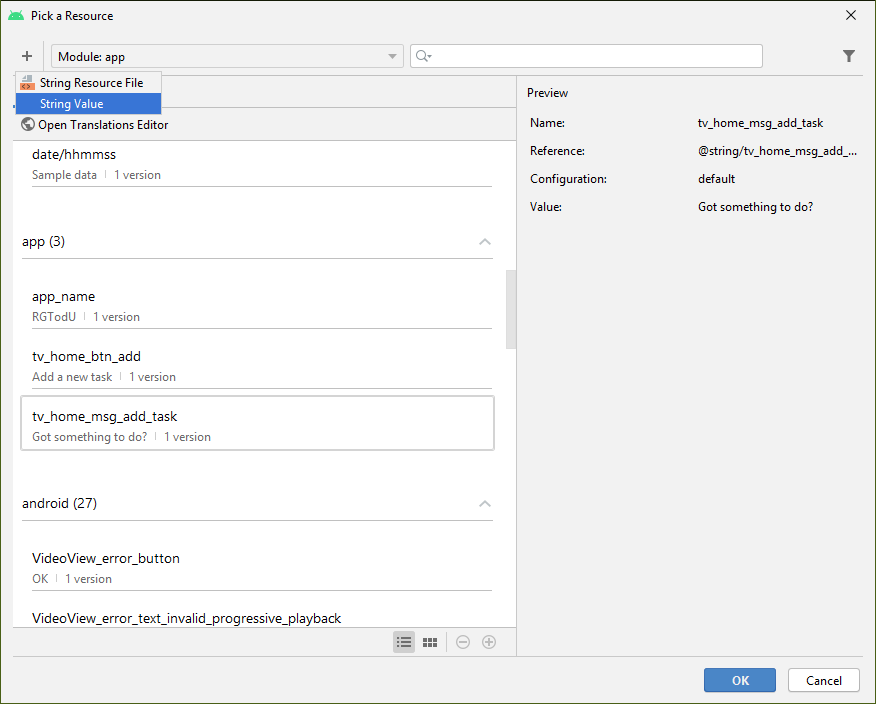 Pick a Resource
Module: app
String Resource File
String Value
Open Translations Editor
date/hhmmss
Sample data | 1 version
app (3)
app_name
RGTodU | 1 version
tv_home_btn_add
Add a new task | 1 version
tv_home_msg_add_task
Got something to do? | 1 version
android (27)
VideoView_error_button
OK | 1 version
VideoView_error_text_invalid_progressive_playback
Preview
Name: tv_home_msg_add_task
Reference: @string/tv_home_msg_add_...
Configuration: default
Value: Got something to do?
OK Cancel